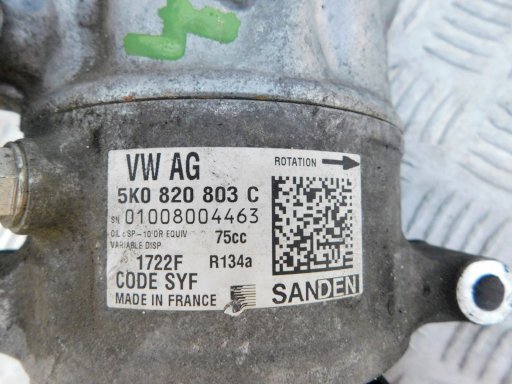 VW AG
ROTATION
5K0 820 803 C
SN 01008004463
OIL : SP-10 OR EQUIV 75cc
VARIABLE DISP.
1722F R134a
CODE SYF
MADE IN FRANCE
SANDEN